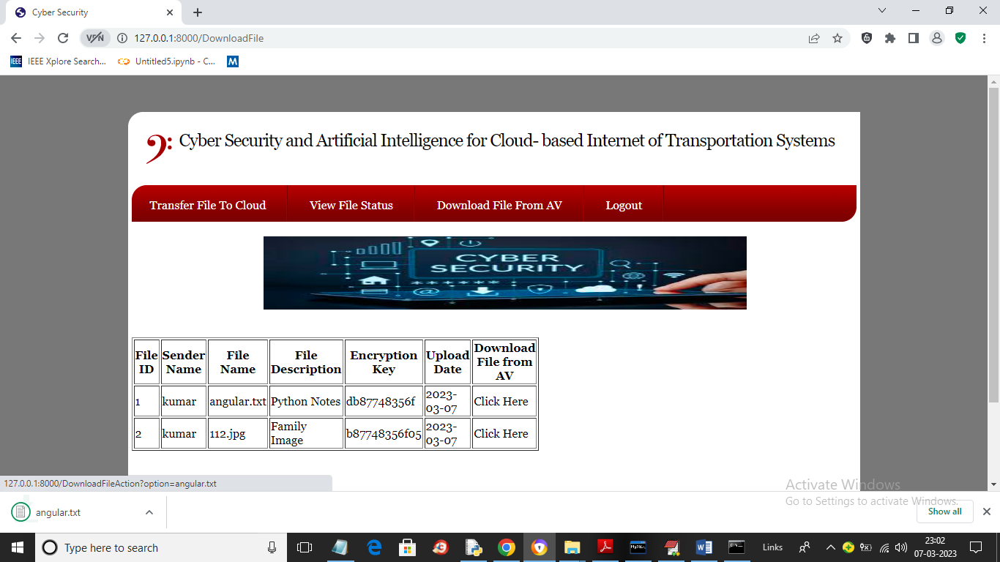 Cyber Security
VPN
127.0.0.1:8000/DownloadFile
IEEE IEEE Xplore Search... Untitled5.ipynb - C... M
Cyber Security and Artificial Intelligence for Cloud- based Internet of Transportation Systems
Transfer File To Cloud View File Status Download File From AV Logout
CYBER
SECURITY
******
@
File ID Sender Name File Name File Description Encryption Key Upload Date Download File from AV
1 kumar angular.txt Python Notes db87748356f 2023-03-07 Click Here
2 kumar 112.jpg Family Image b87748356f05 2023-03-07 Click Here
127.0.0.1:8000/DownloadFileAction?option=angular.txt
Activate Windows
Go to Settings to activate Windows.
angular.txt
Show all
Type here to search
Links
23:02
07-03-2023